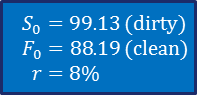 S₀ = 99.13 (dirty)
F₀ = 88.19 (clean)
r = 8%